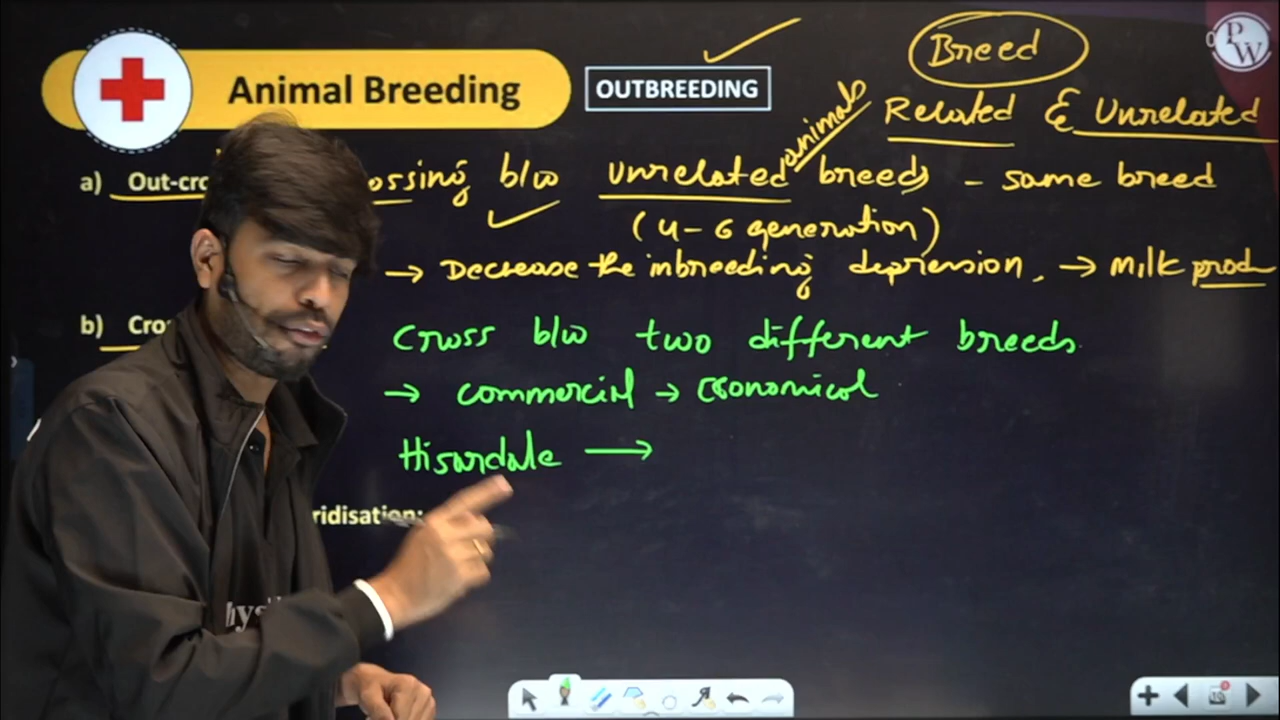 Breed
PW
Animal Breeding
OUTBREEDING
Related & Unrelated
animals
a) Out-cro ossing b/w unrelated breeds - same breed
(4-6 generation)
→ Decrease the inbreeding depression, → Milk prod
b) Cro
cross b/w two different breeds.
→ commercial → economical
Hisardale →
ridisation:
hys